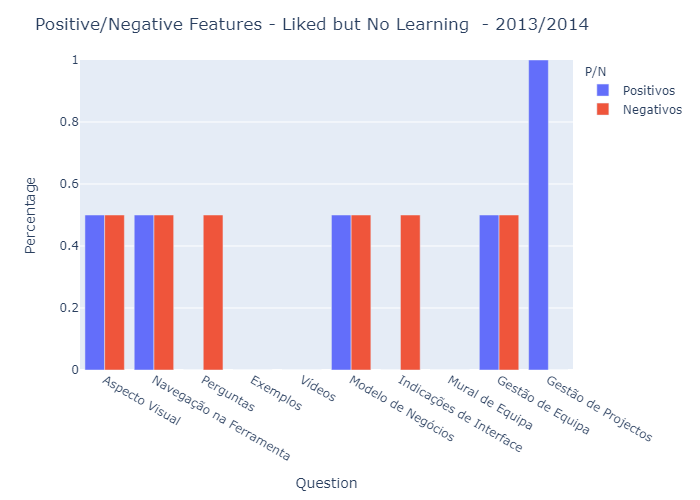 Positive/Negative Features - Liked but No Learning  - 2013/2014
P/N
Positivos
Negativos
Percentage
1
0.8
0.6
0.4
0.2
0
Aspecto Visual
Navegação na Ferramenta
Perguntas
Exemplos
Vídeos
Modelo de Negócios
Indicações de Interface
Mural de Equipa
Gestão de Equipa
Gestão de Projectos
Question